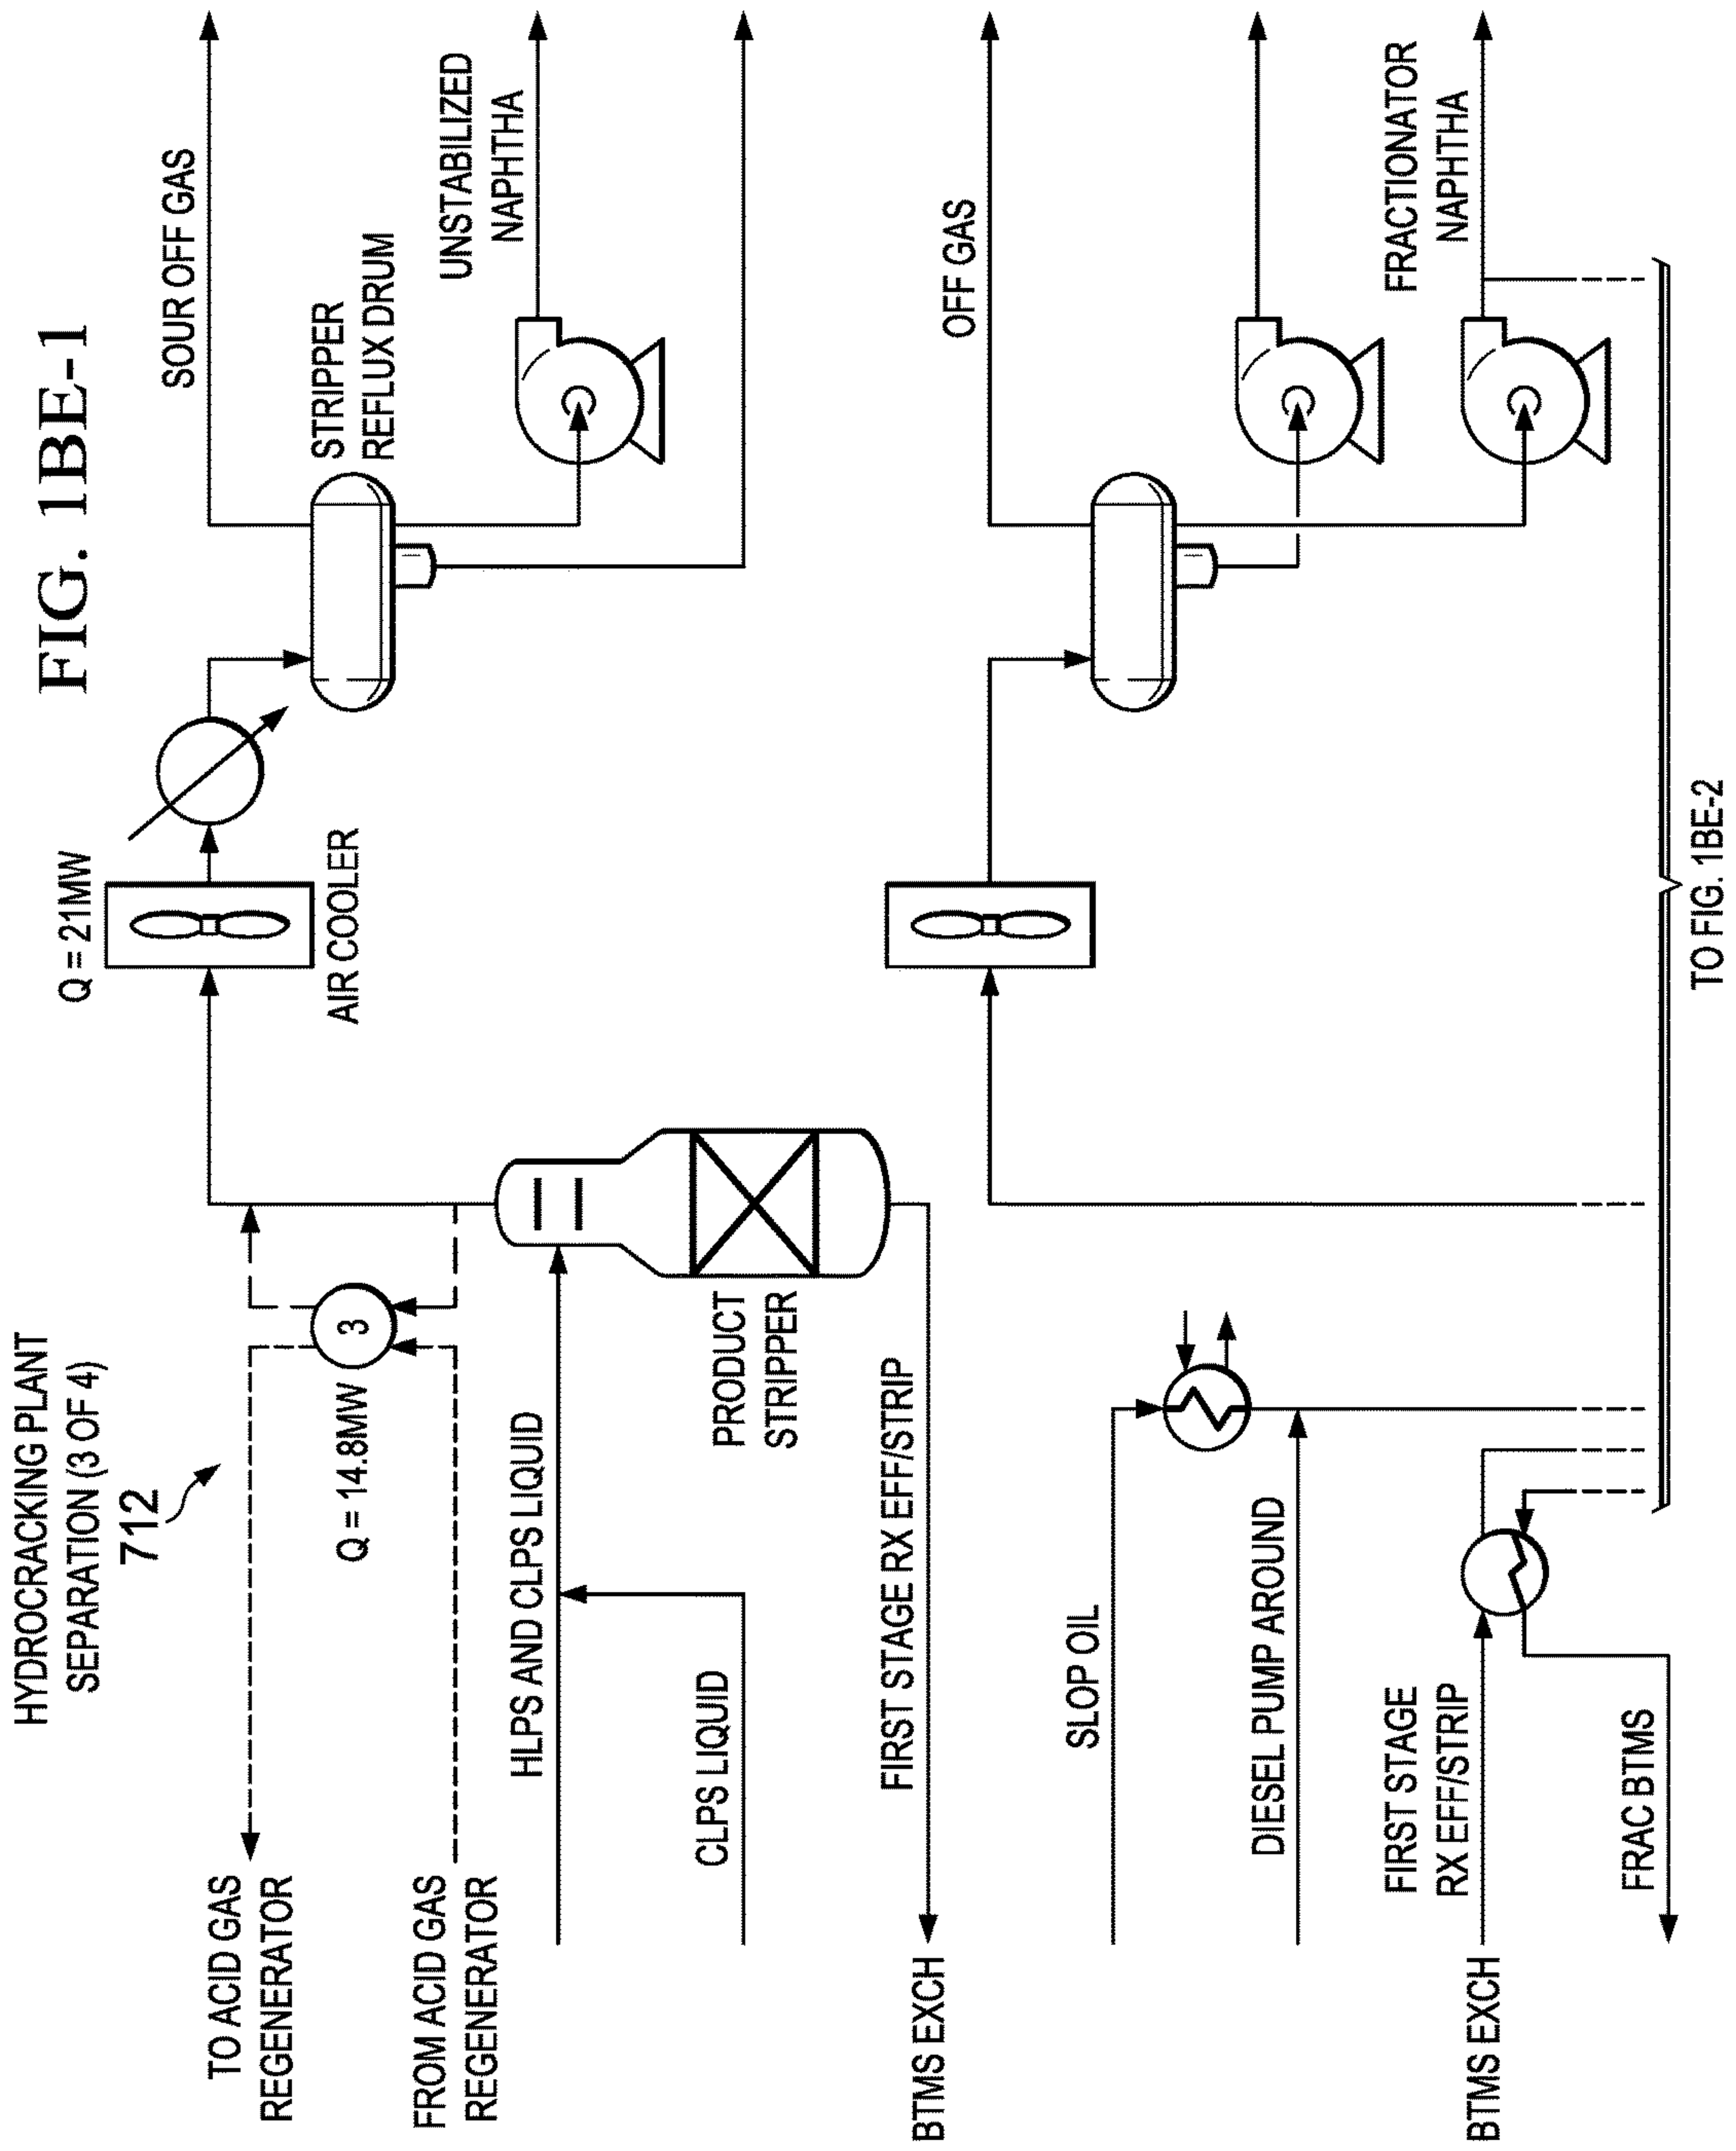 FIG. 1BE-1
HYDROCRACKING PLANT
SEPARATION (3 OF 4)
712
TO ACID GAS
REGENERATOR
FROM ACID GAS
REGENERATOR
Q = 14.8MW
3
Q = 21MW
AIR COOLER
SOUR OFF GAS
STRIPPER
REFLUX DRUM
UNSTABILIZED
NAPHTHA
HLPS AND CLPS LIQUID
CLPS LIQUID
PRODUCT
STRIPPER
FIRST STAGE RX EFF/STRIP
BTMS EXCH
OFF GAS
SLOP OIL
DIESEL PUMP AROUND
FIRST STAGE
RX EFF/STRIP
BTMS EXCH
FRAC BTMS
FRACTIONATOR
NAPHTHA
TO FIG. 1BE-2